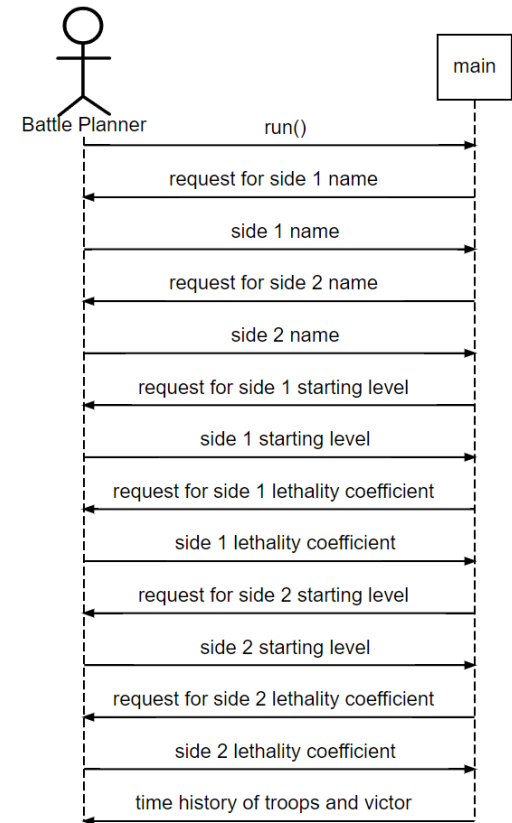 main
Battle Planner
run()
request for side 1 name
side 1 name
request for side 2 name
side 2 name
request for side 1 starting level
side 1 starting level
request for side 1 lethality coefficient
side 1 lethality coefficient
request for side 2 starting level
side 2 starting level
request for side 2 lethality coefficient
side 2 lethality coefficient
time history of troops and victor